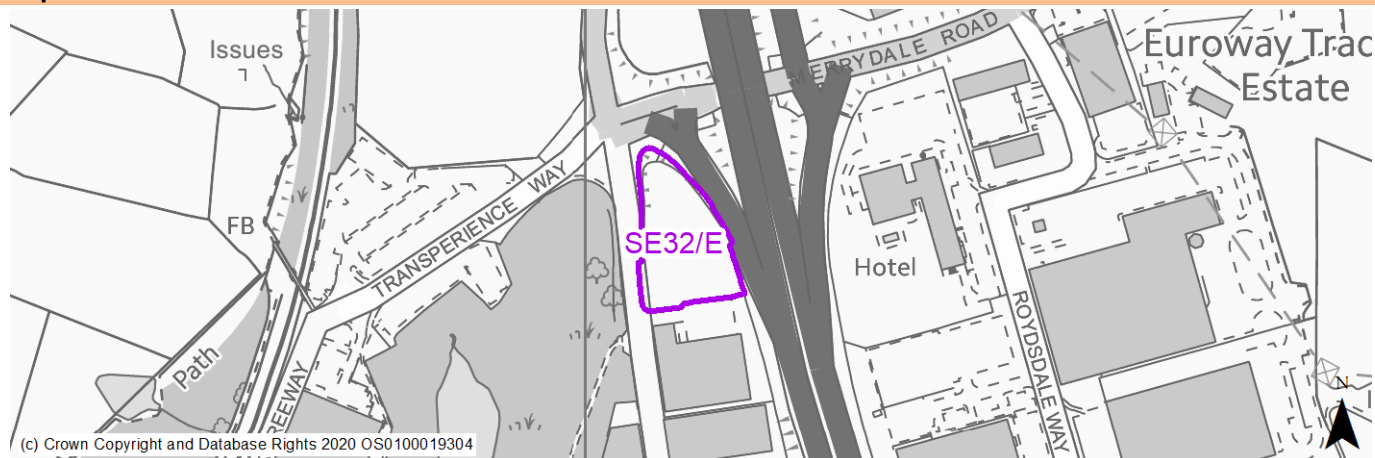 Issues
MERRYDALE ROAD
Euroway Trad
Estate
TRANSPERIENCE WAY
FB
SE32/E
Hotel
ROYDSDALE WAY
Path
REEWAY
N
(c) Crown Copyright and Database Rights 2020 OS0100019304